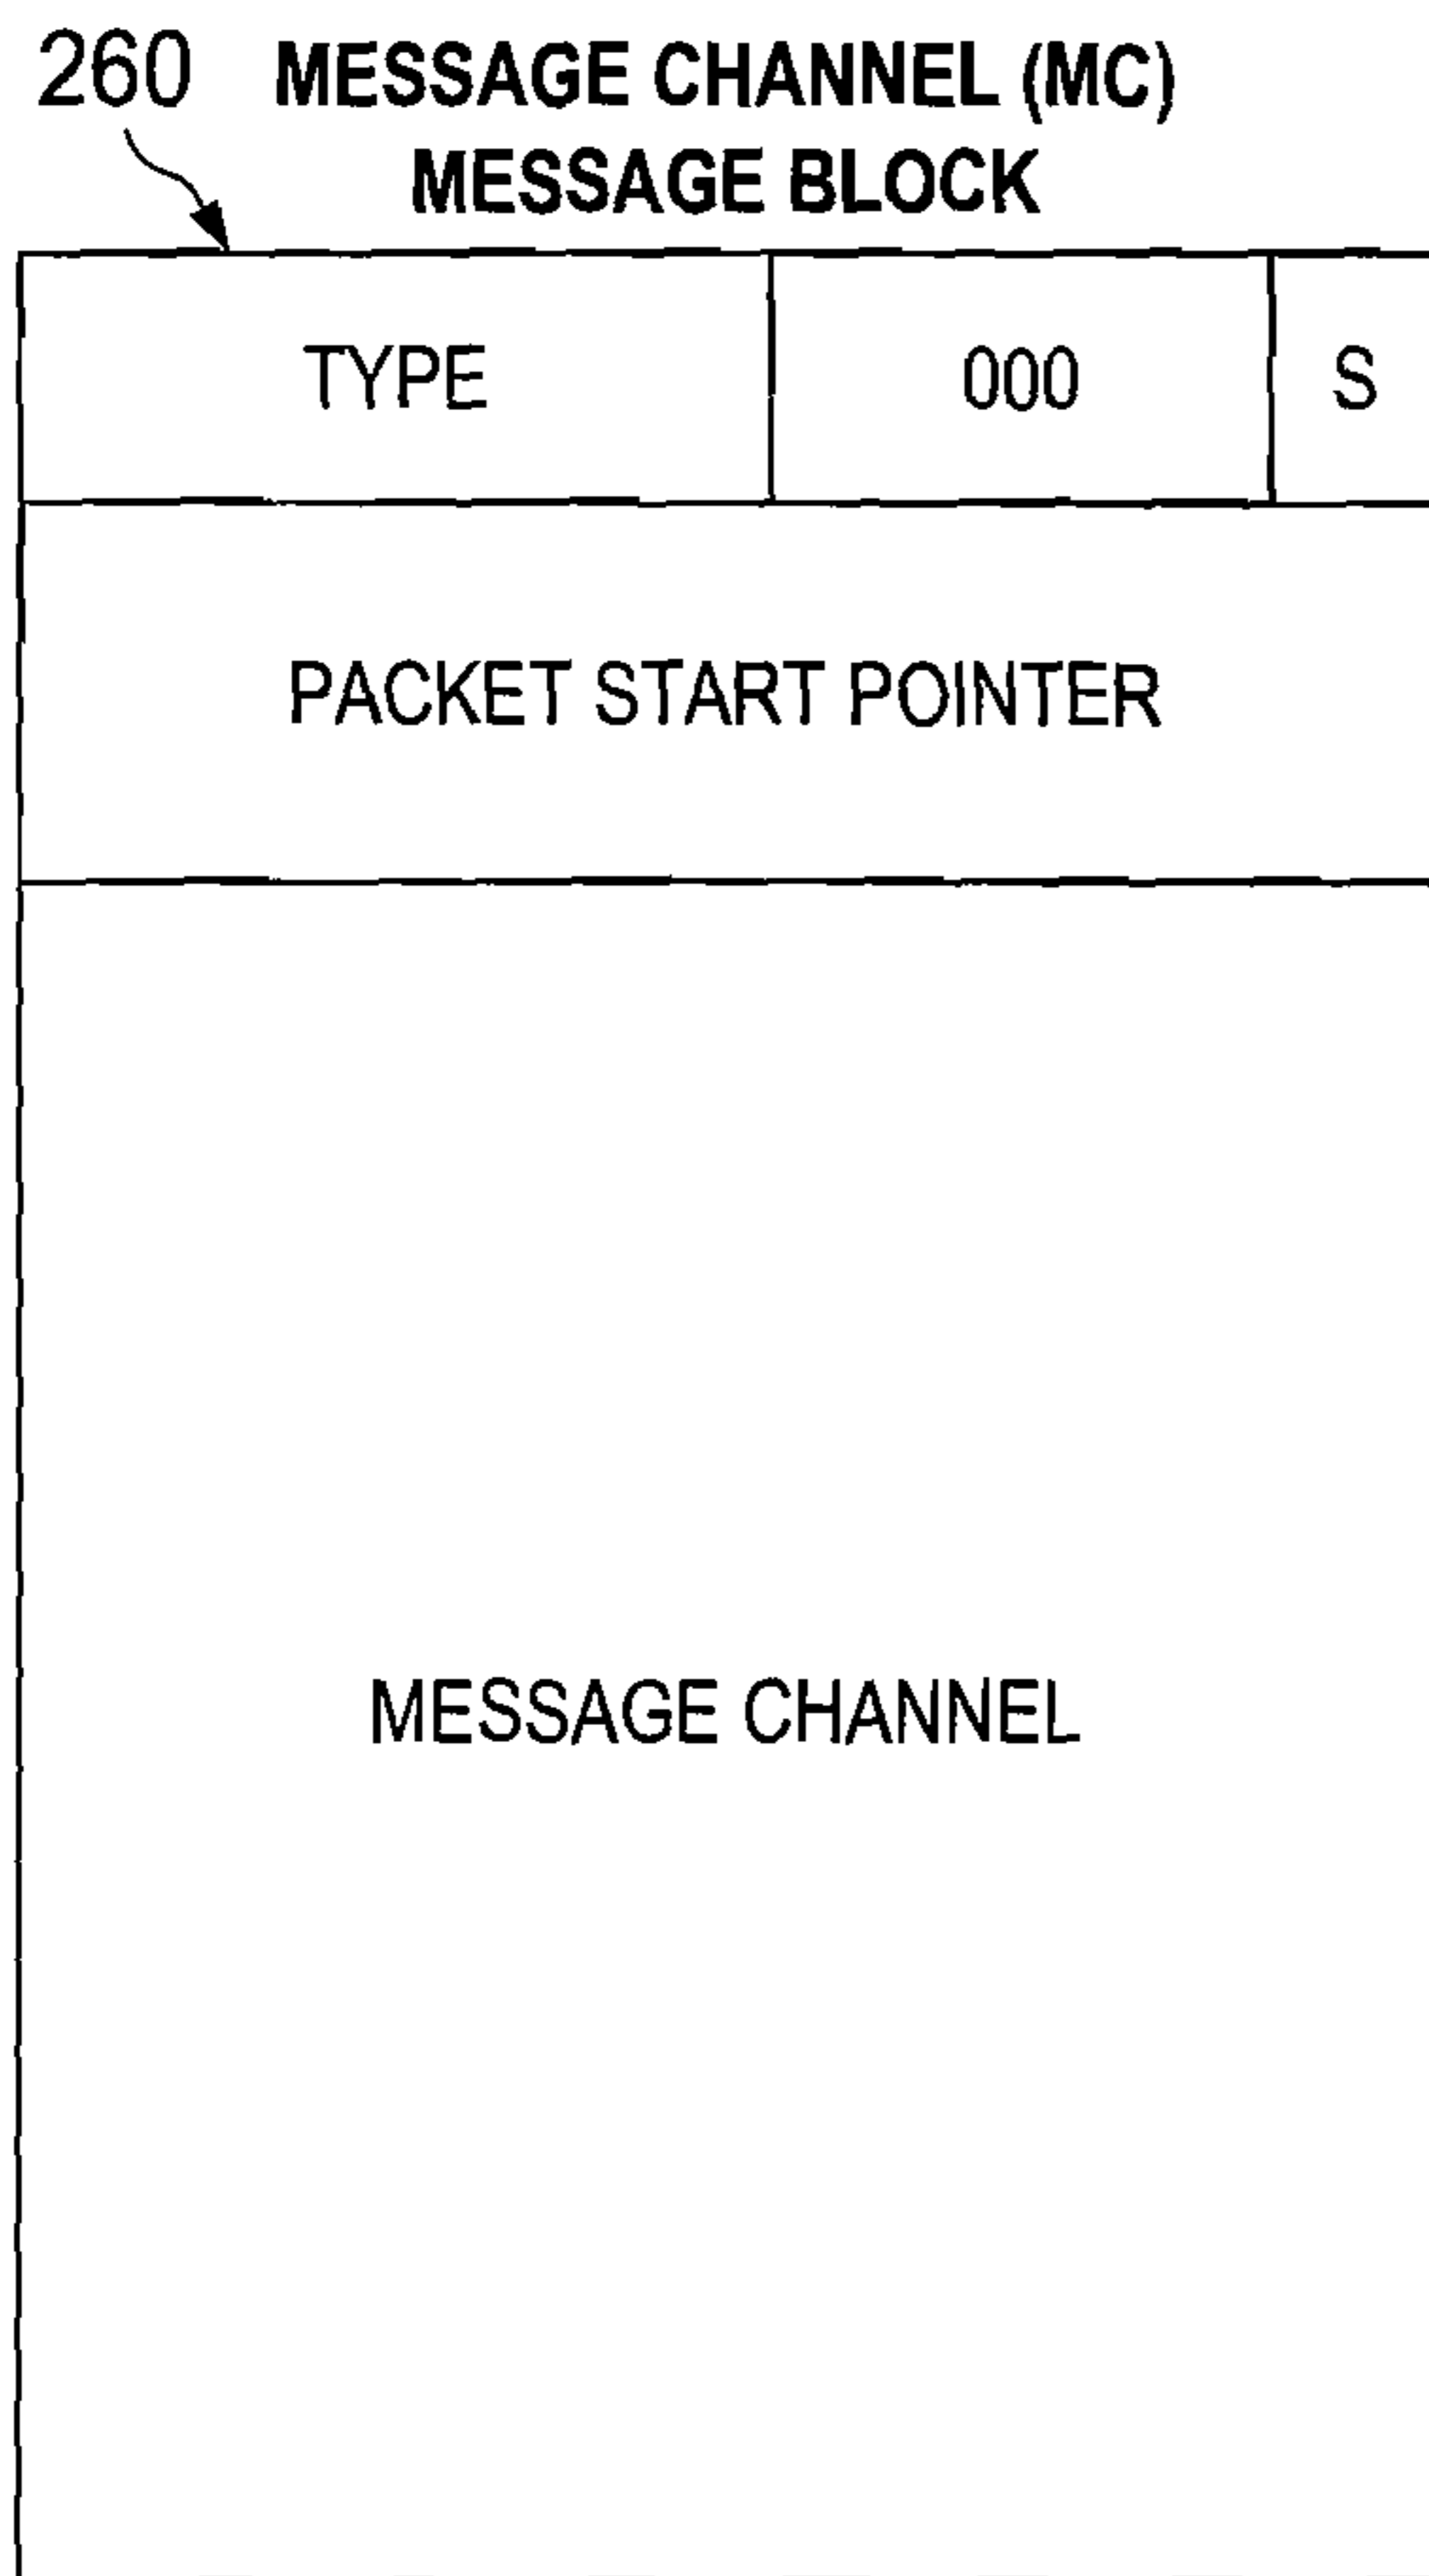 260 MESSAGE CHANNEL (MC)
MESSAGE BLOCK
TYPE 000 S
PACKET START POINTER
MESSAGE CHANNEL